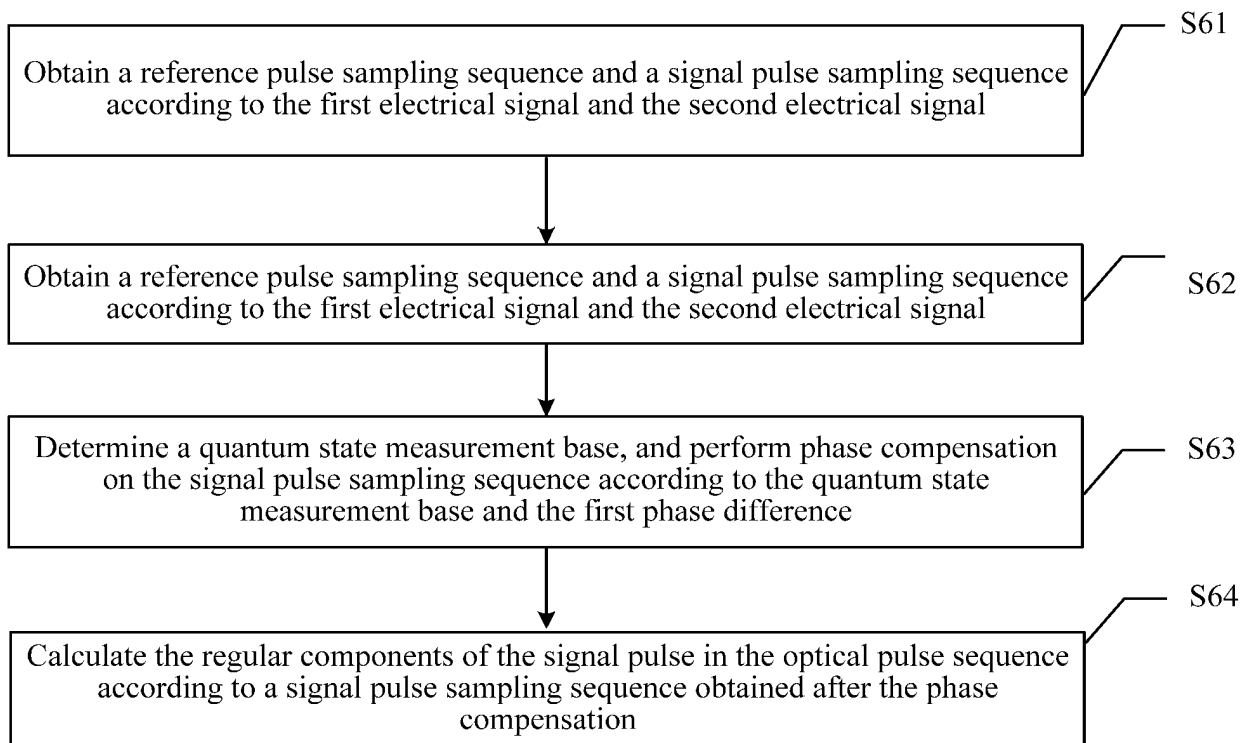 S61
Obtain a reference pulse sampling sequence and a signal pulse sampling sequence
according to the first electrical signal and the second electrical signal
S62
Obtain a reference pulse sampling sequence and a signal pulse sampling sequence
according to the first electrical signal and the second electrical signal
S63
Determine a quantum state measurement base, and perform phase compensation
on the signal pulse sampling sequence according to the quantum state
measurement base and the first phase difference
S64
Calculate the regular components of the signal pulse in the optical pulse sequence
according to a signal pulse sampling sequence obtained after the phase
compensation